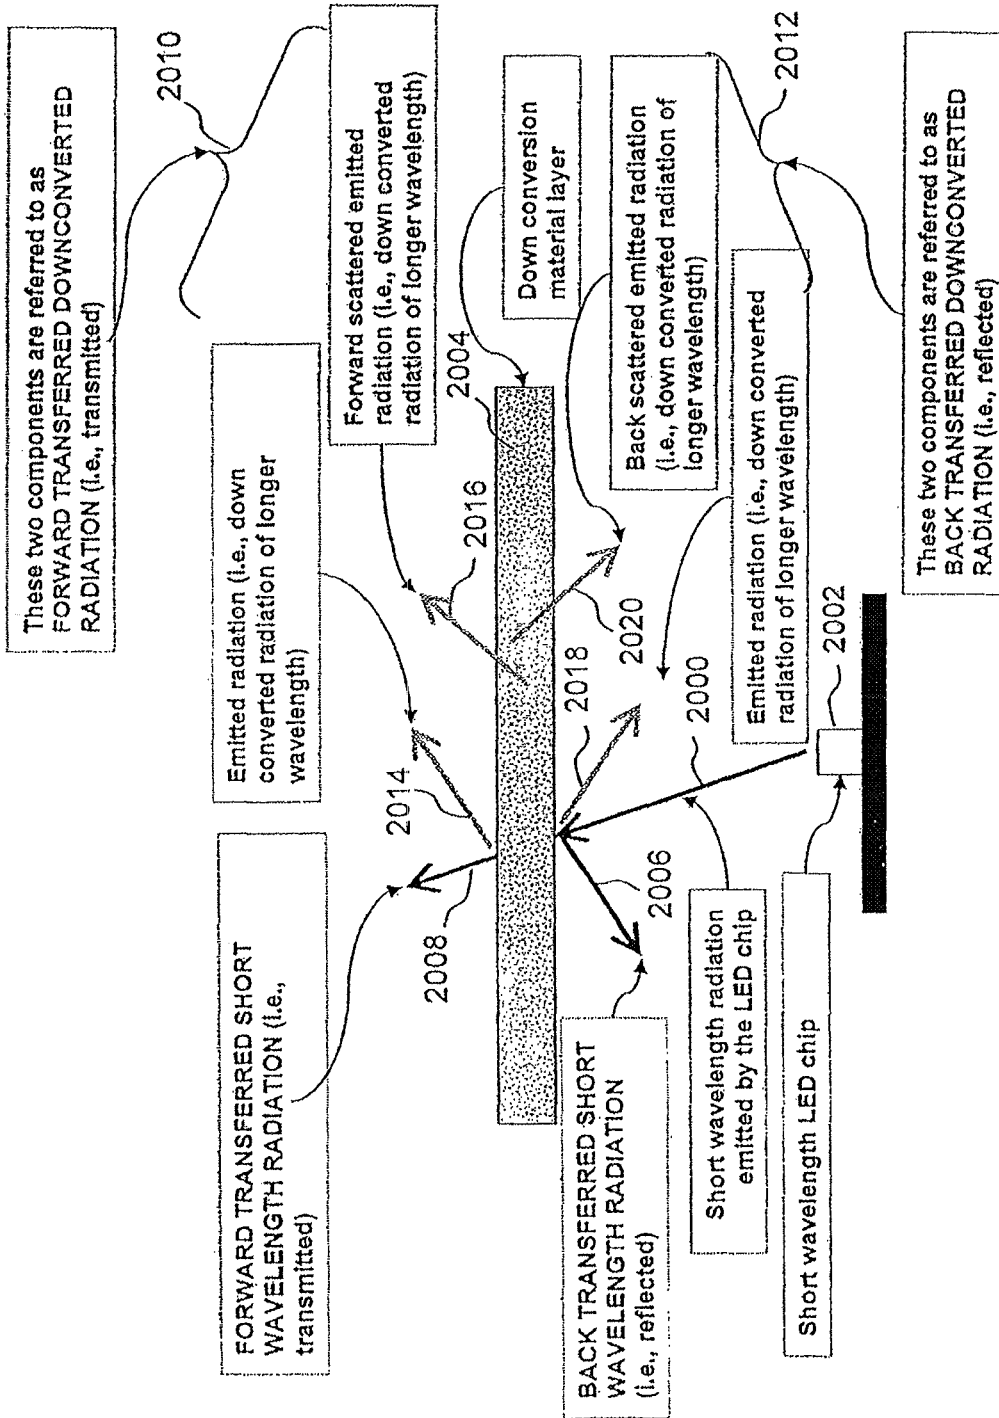 These two components are referred to as
FORWARD TRANSFERRED DOWNCONVERTED
RADIATION (i.e., transmitted)
2010
FORWARD TRANSFERRED SHORT
WAVELENGTH RADIATION (i.e.,
transmitted)
Emitted radiation (i.e., down
converted radiation of longer
wavelength)
Forward scattered emitted
radiation (i.e., down converted
radiation of longer wavelength)
2008
2014
2016
2004
Down conversion
material layer
BACK TRANSFERRED SHORT
WAVELENGTH RADIATION
(i.e., reflected)
2006
2018
2020
Back scattered emitted radiation
(i.e., down converted radiation of
longer wavelength)
Short wavelength radiation
emitted by the LED chip
2000
Emitted radiation (i.e., down converted
radiation of longer wavelength)
2012
Short wavelength LED chip
2002
These two components are referred to as
BACK TRANSFERRED DOWNCONVERTED
RADIATION (i.e., reflected)